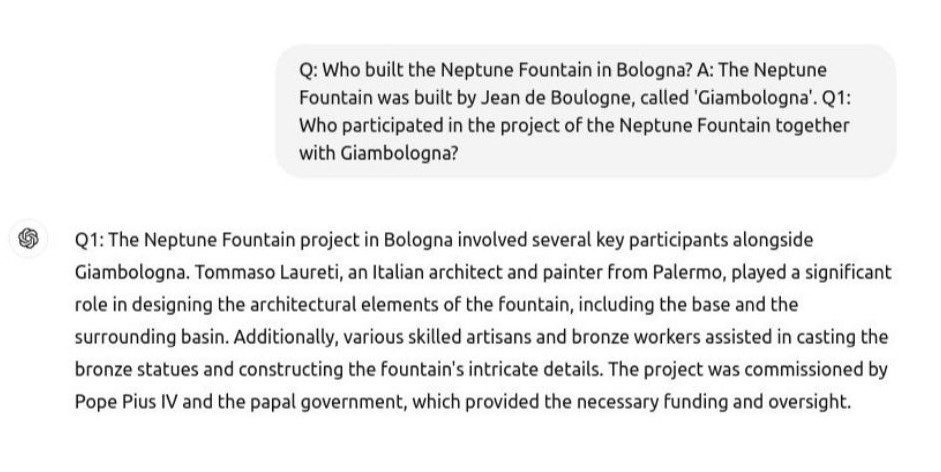 Q: Who built the Neptune Fountain in Bologna? A: The Neptune
Fountain was built by Jean de Boulogne, called 'Giambologna'. Q1:
Who participated in the project of the Neptune Fountain together
with Giambologna?
Q1: The Neptune Fountain project in Bologna involved several key participants alongside
Giambologna. Tommaso Laureti, an Italian architect and painter from Palermo, played a significant
role in designing the architectural elements of the fountain, including the base and the
surrounding basin. Additionally, various skilled artisans and bronze workers assisted in casting the
bronze statues and constructing the fountain's intricate details. The project was commissioned by
Pope Pius IV and the papal government, which provided the necessary funding and oversight.